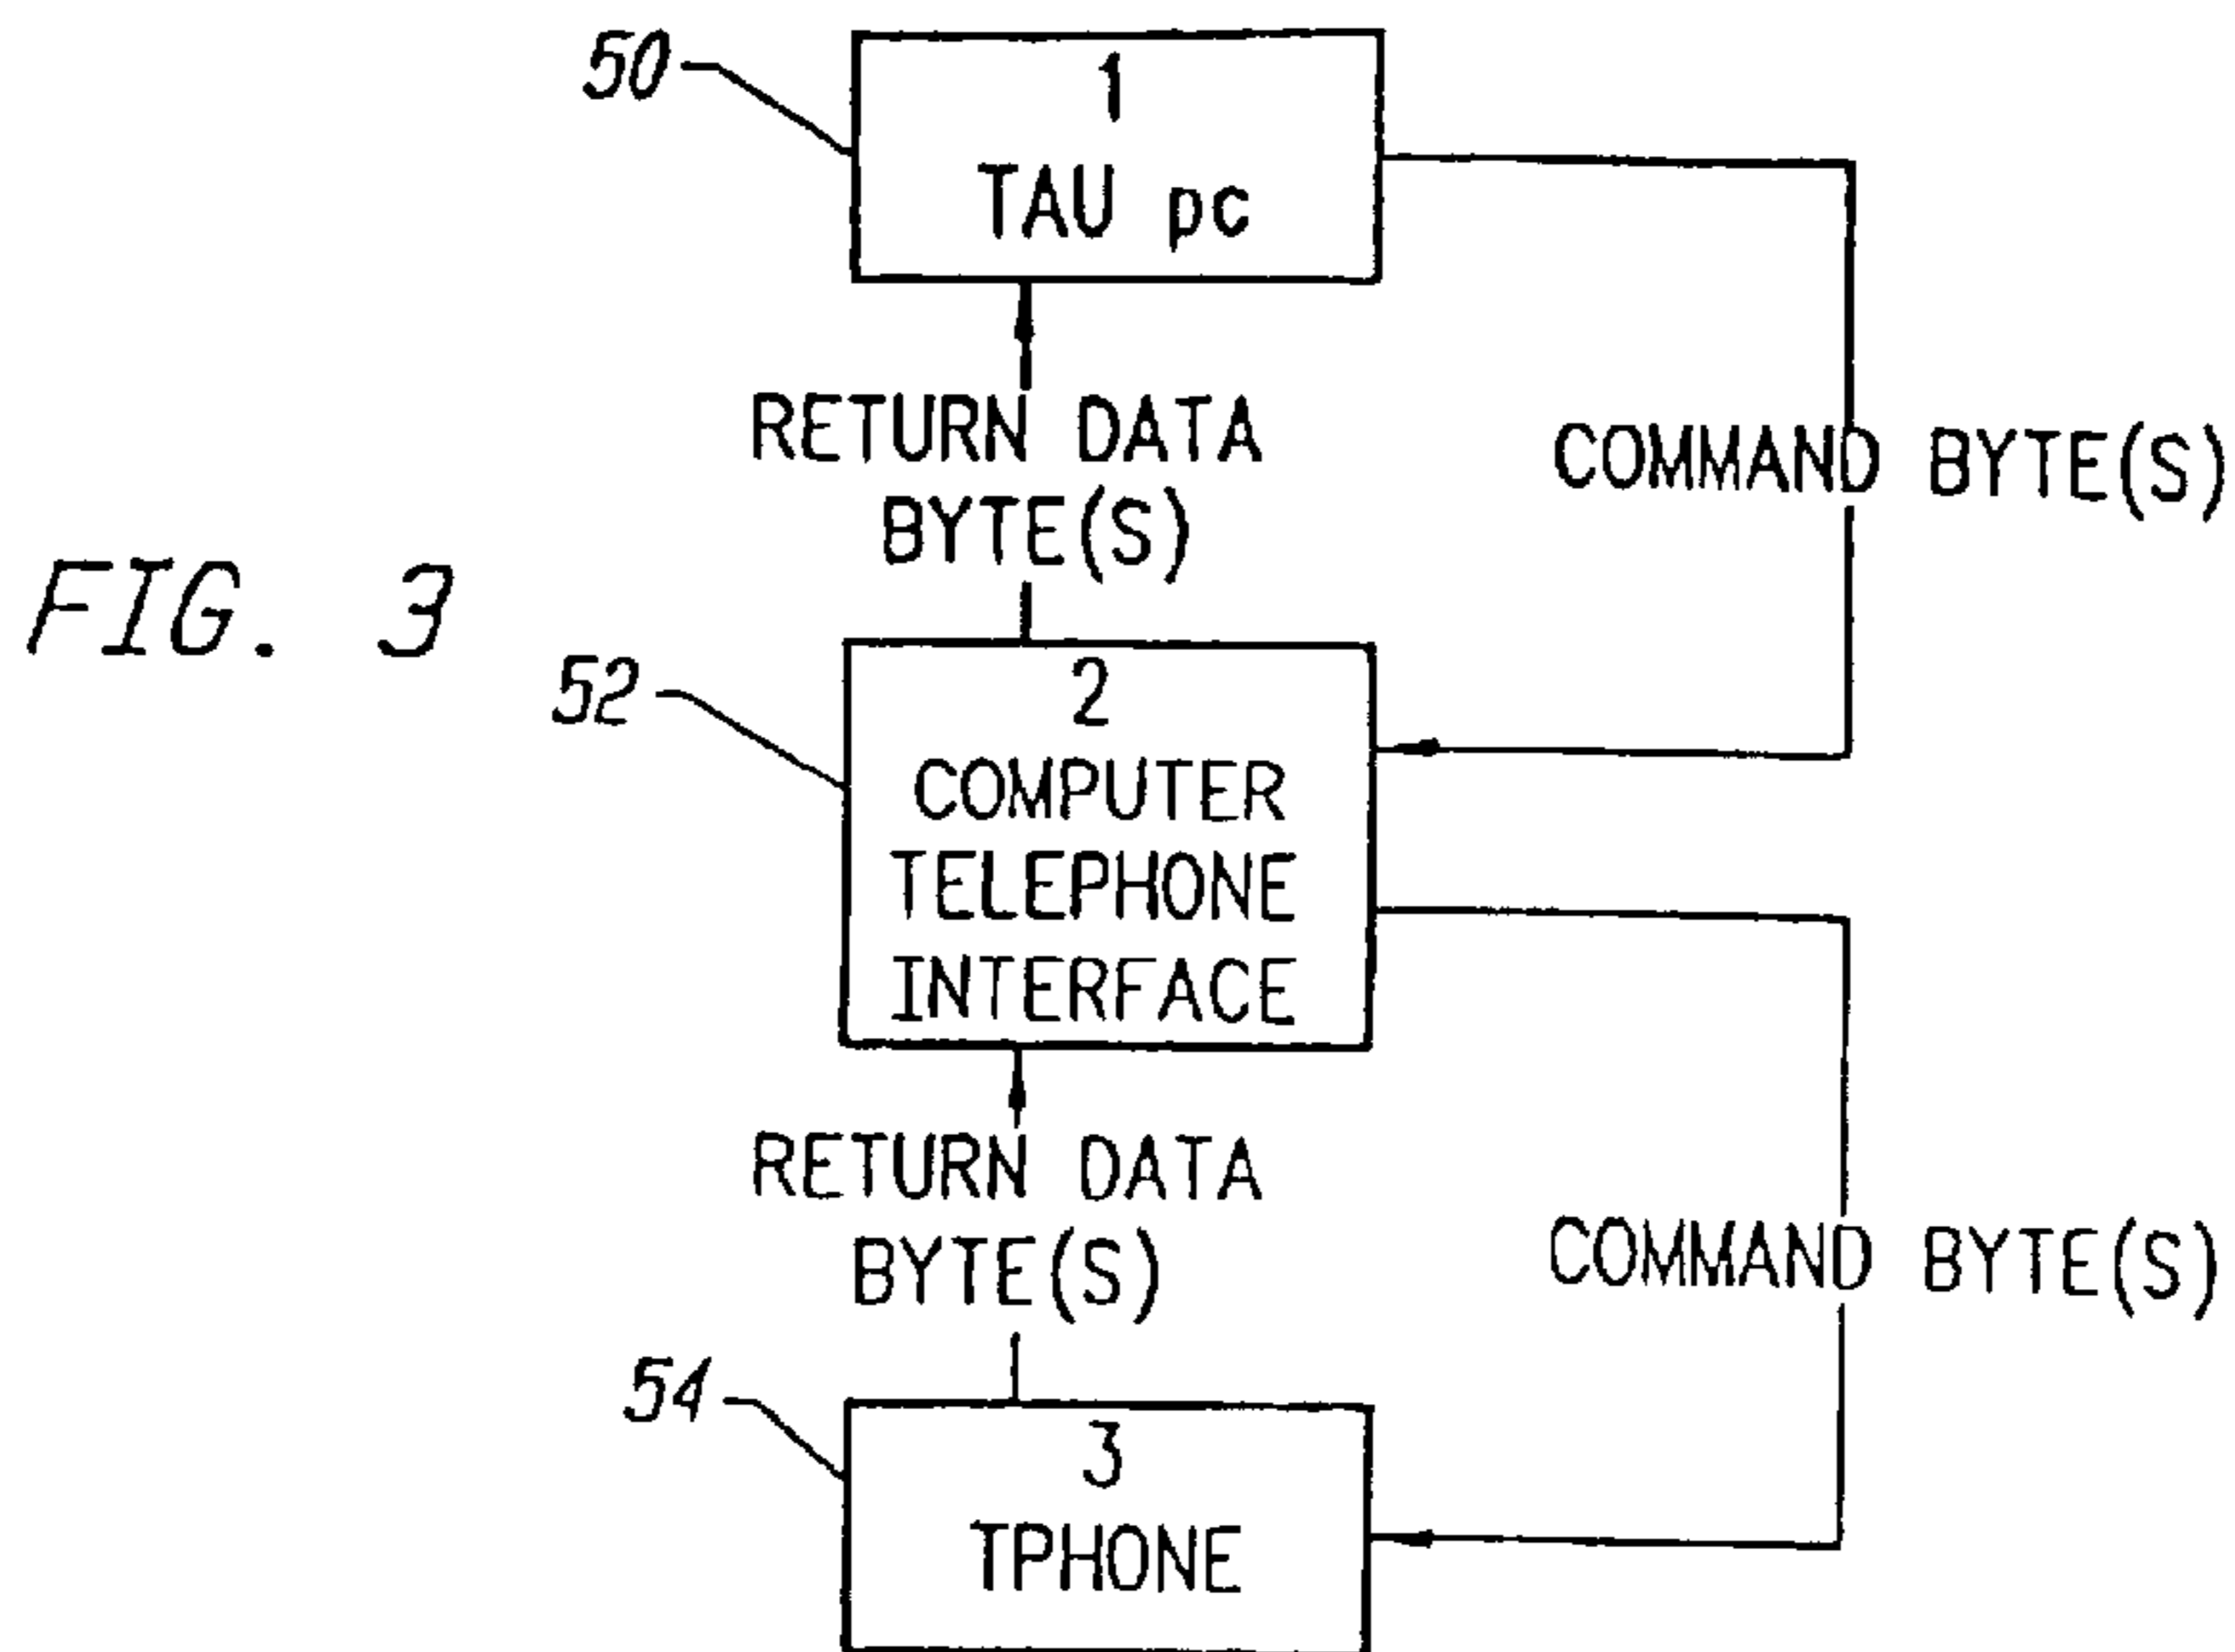 50
1
TAU pc
RETURN DATA
BYTE(S)
COMMAND BYTE(S)
FIG. 3
52
2
COMPUTER
TELEPHONE
INTERFACE
RETURN DATA
BYTE(S)
COMMAND BYTE(S)
54
3
TPHONE